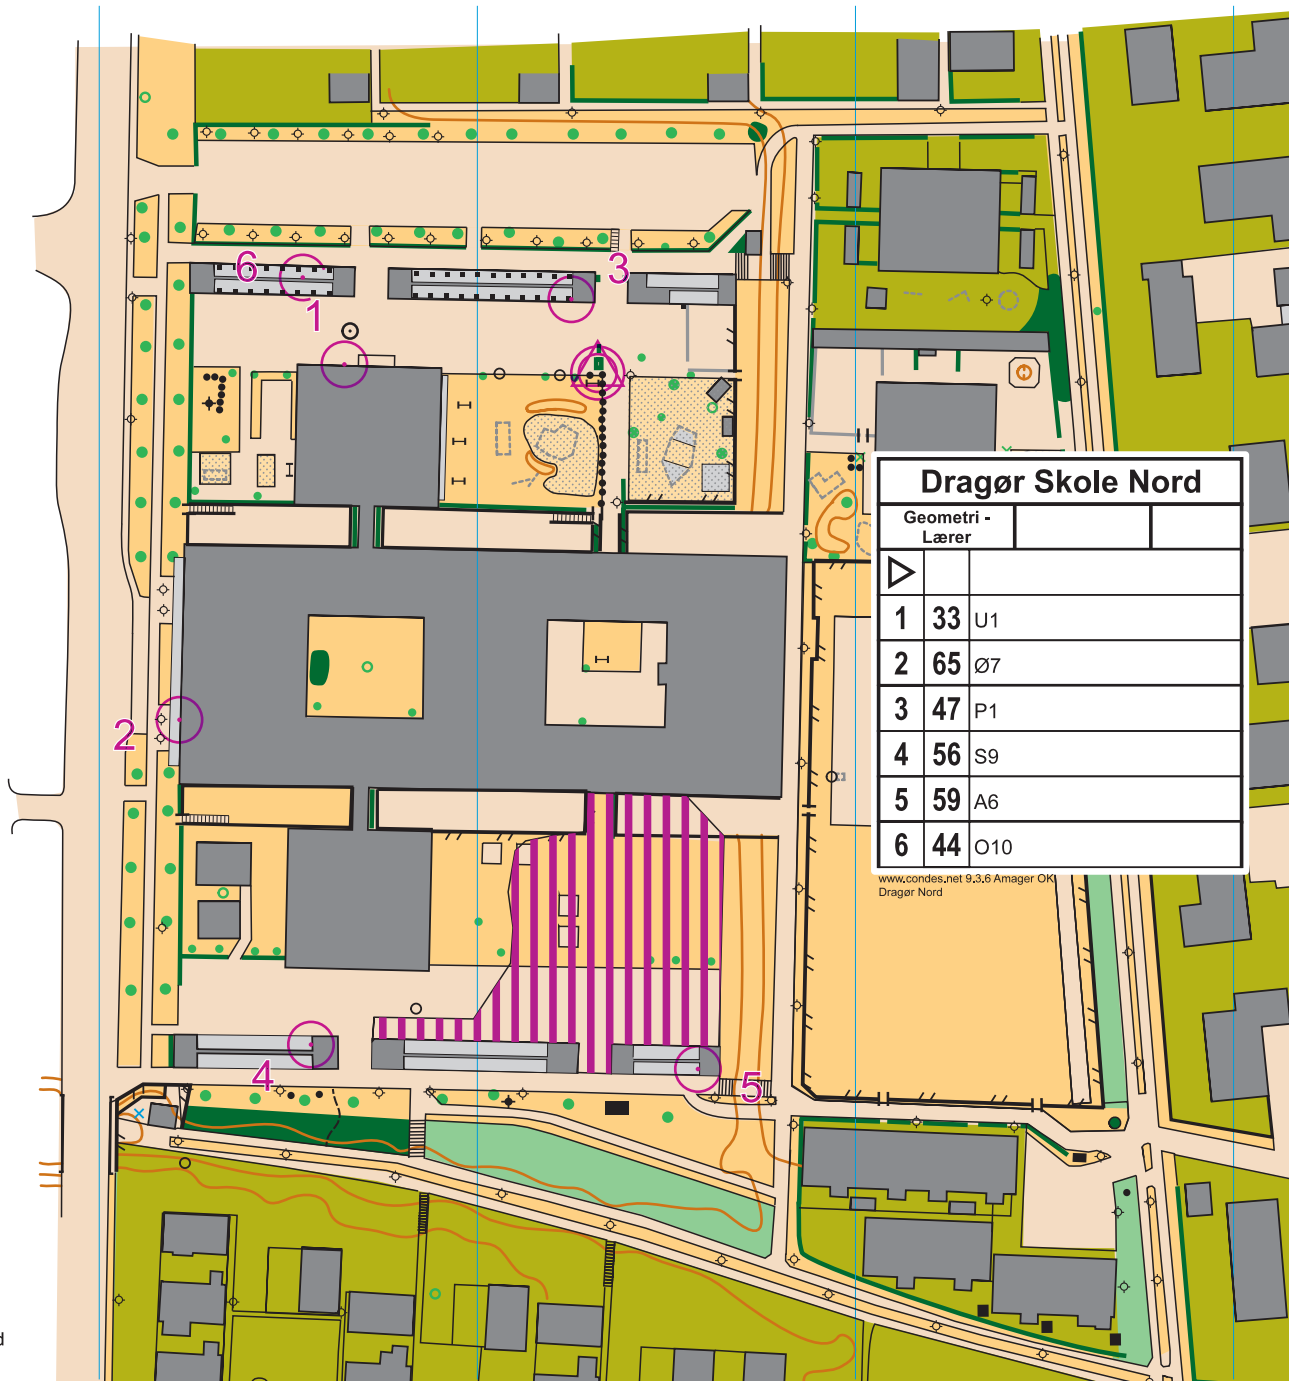 6
3
1
Dragør Skole Nord
Geometri -
Lærer
1 33 U1
2 65 Ø7
3 47 P1
4 56 S9
5 59 A6
6 44 O10
www.condes.net 9.3.6 Amager OK
Dragør Nord
2
4
5
d